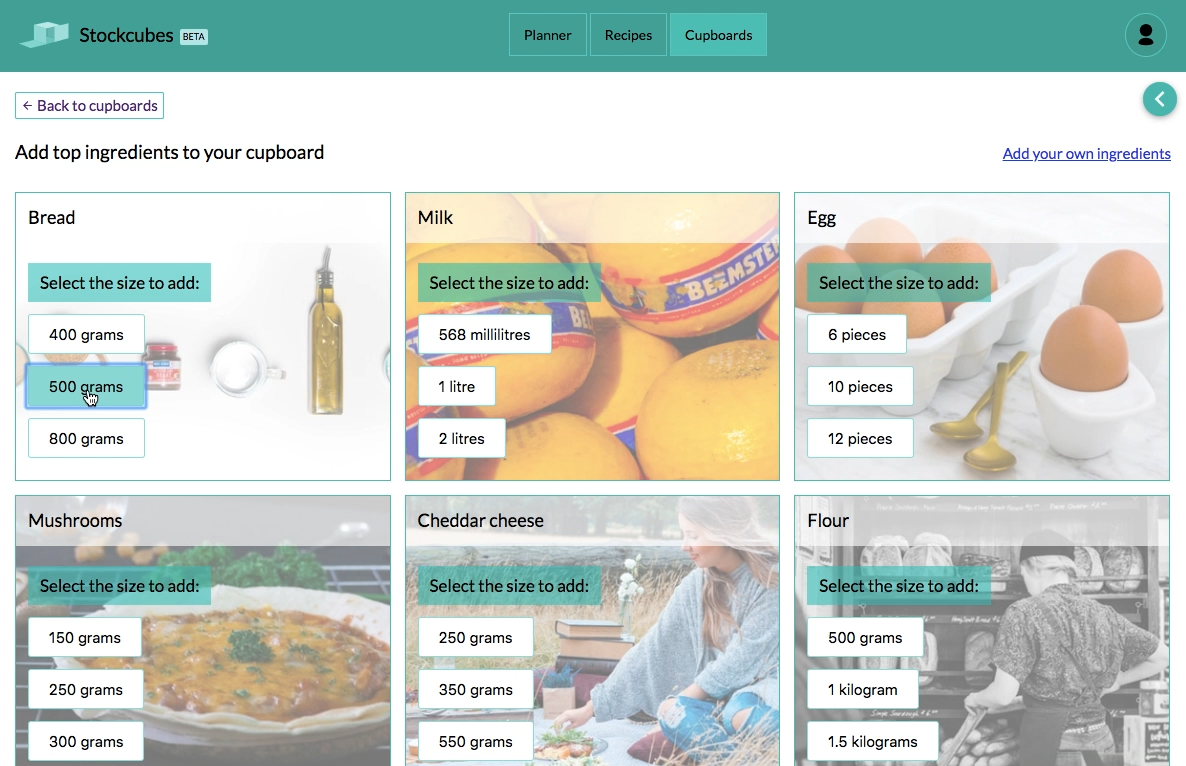 Stockcubes BETA
Planner
Recipes
Cupboards
← Back to cupboards
Add top ingredients to your cupboard
Add your own ingredients
Bread
Select the size to add:
400 grams
500 grams
800 grams
Milk
Select the size to add:
568 millilitres
1 litre
2 litres
BEEMSTER
Egg
Select the size to add:
6 pieces
10 pieces
12 pieces
Mushrooms
Select the size to add:
150 grams
250 grams
300 grams
Cheddar cheese
Select the size to add:
250 grams
350 grams
550 grams
Flour
Select the size to add:
500 grams
1 kilogram
1.5 kilograms